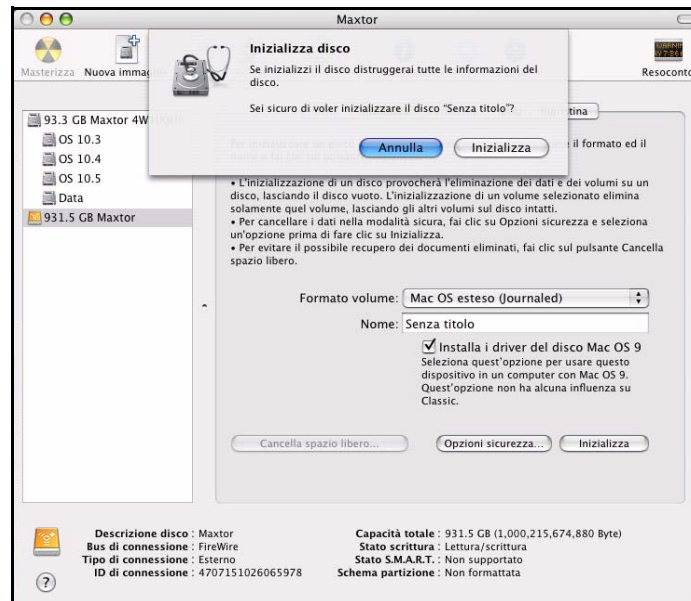 Maxtor
Masterizza
Nuova imma
Resoconto
Inizializza disco
Se inizializzi il disco distruggerai tutte le informazioni del
disco.
Sei sicuro di voler inizializzare il disco “Senza titolo”?
Annulla
Inizializza
93.3 GB Maxtor
OS 10.3
OS 10.4
OS 10.5
Data
931.5 GB Maxtor
tina
il formato ed il
• L'inizializzazione di un disco provocherà l'eliminazione dei dati e dei volumi su un
disco, lasciando il disco vuoto. L'inizializzazione di un volume selezionato elimina
solamente quel volume, lasciando gli altri volumi sul disco intatti.
• Per cancellare i dati nella modalità sicura, fai clic su Opzioni sicurezza e seleziona
un'opzione prima di fare clic su Inizializza.
• Per evitare il possibile recupero dei documenti eliminati, fai clic sul pulsante Cancella
spazio libero.
Formato volume: Mac OS esteso (Journaled)
Nome: Senza titolo
Installa i driver del disco Mac OS 9
Seleziona quest'opzione per usare questo
dispositivo in un computer con Mac OS 9.
Quest'opzione non ha alcuna influenza su
Classic.
Cancella spazio libero...
Opzioni sicurezza...
Inizializza
Descrizione disco : Maxtor
Bus di connessione : FireWire
Tipo di connessione : Esterno
ID di connessione : 4707151026065978
Capacità totale : 931.5 GB (1,000,215,674,880 Byte)
Stato scrittura : Lettura/scrittura
Stato S.M.A.R.T. : Non supportato
Schema partizione : Non formattata
?